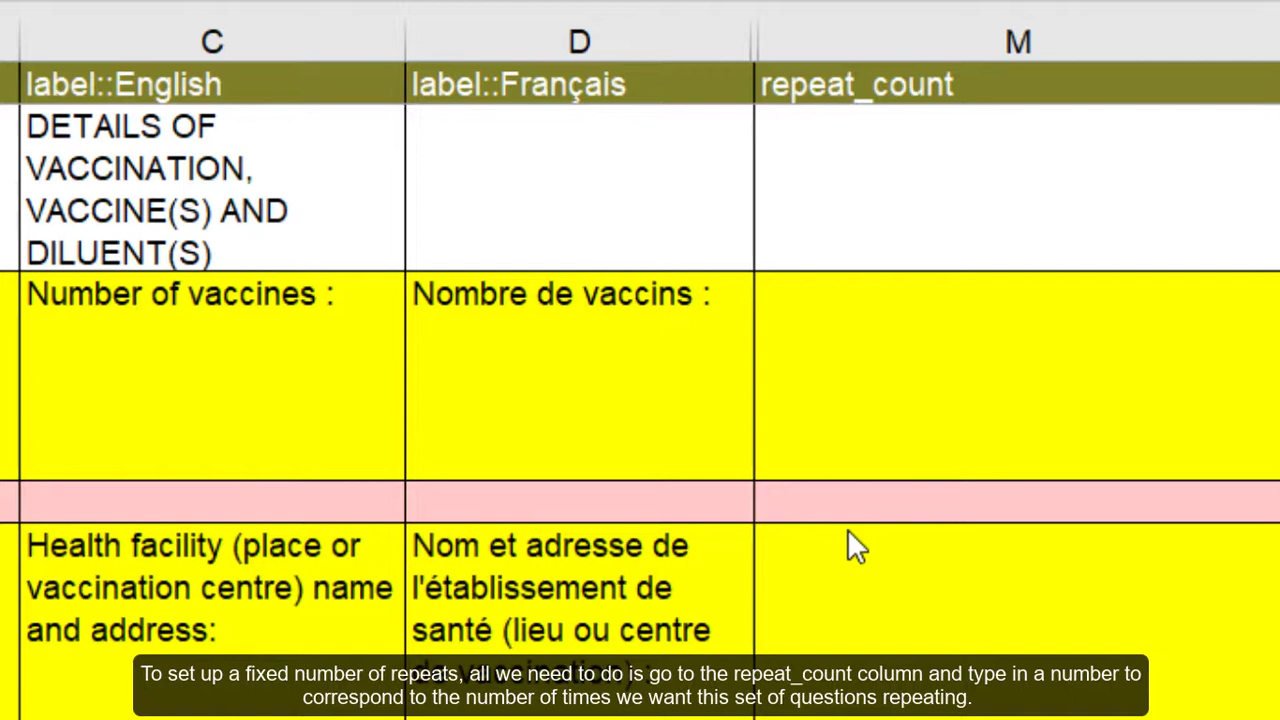 C D M
label::English label::Français repeat_count
DETAILS OF
VACCINATION,
VACCINE(S) AND
DILUENT(S)
Number of vaccines : Nombre de vaccins :
Health facility (place or
vaccination centre) name
and address:
Nom et adresse de
l'établissement de
santé (lieu ou centre
de vaccination) :
To set up a fixed number of repeats, all we need to do is go to the repeat_count column and type in a number to
correspond to the number of times we want this set of questions repeating.